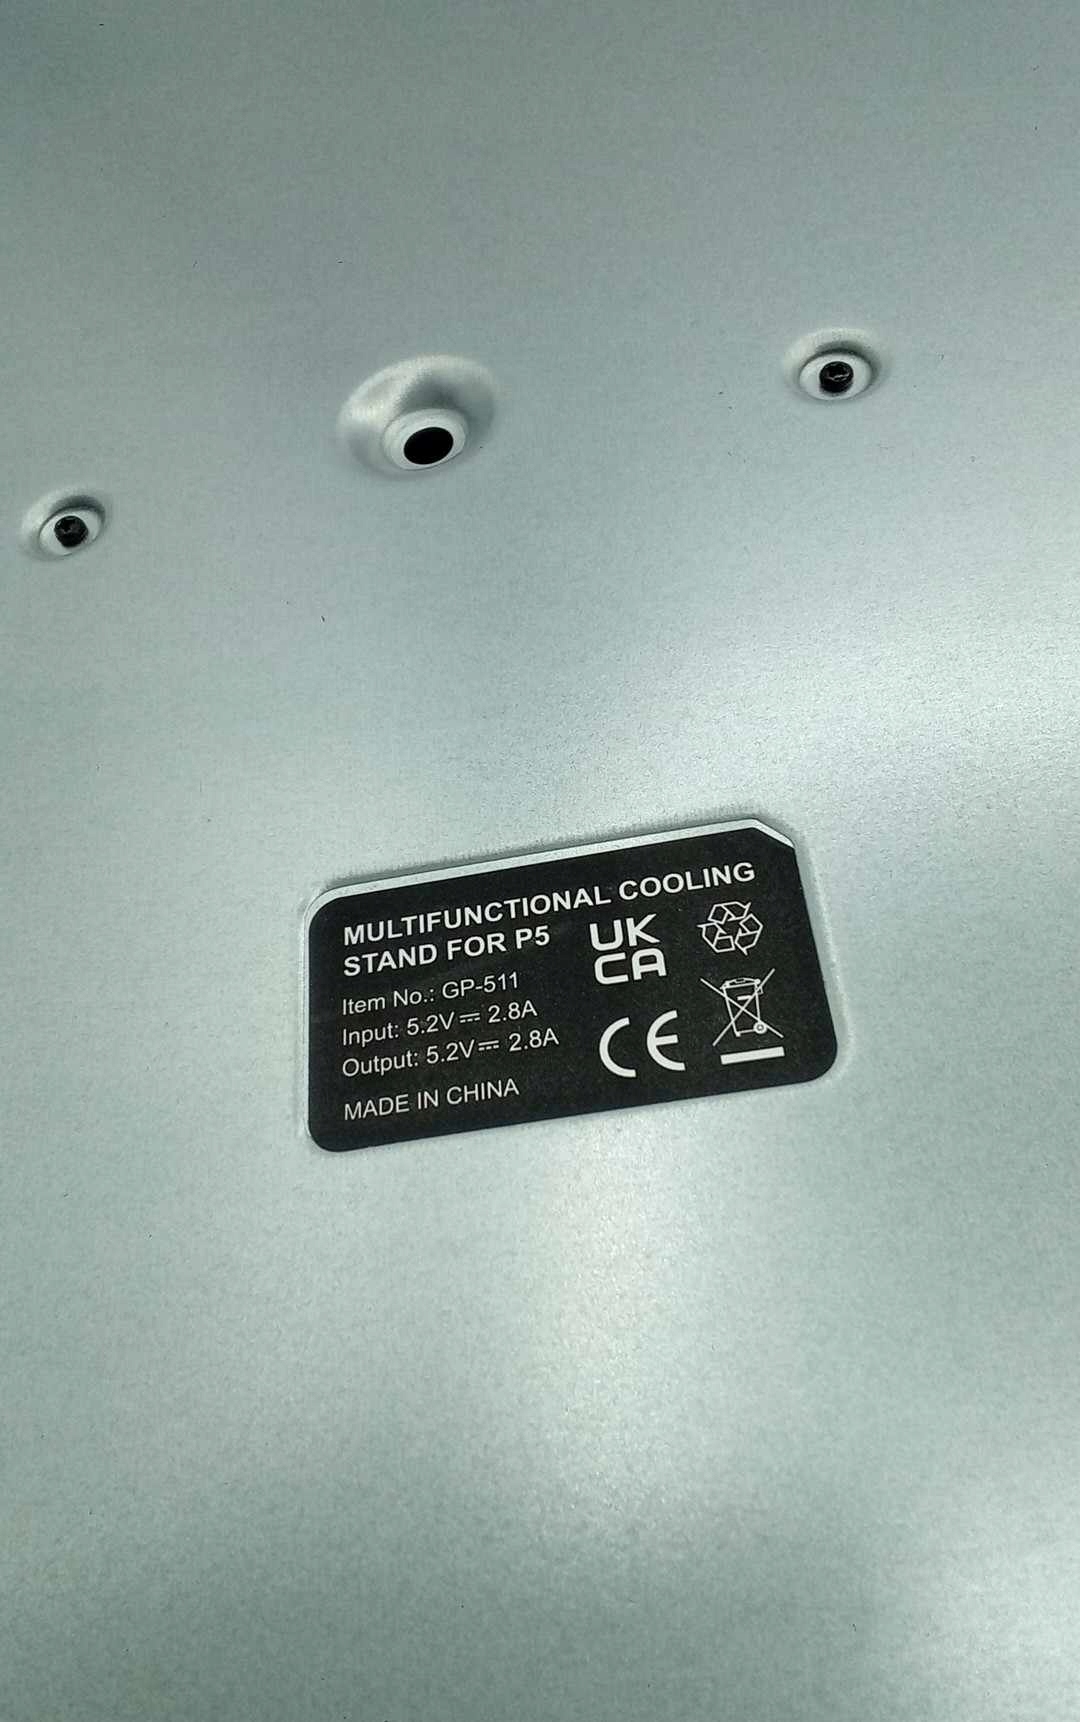 MULTIFUNCTIONAL COOLING
STAND FOR P5
Item No.: GP-511
Input: 5.2V⎓ 2.8A
Output: 5.2V⎓ 2.8A
MADE IN CHINA
UK
CA
CE